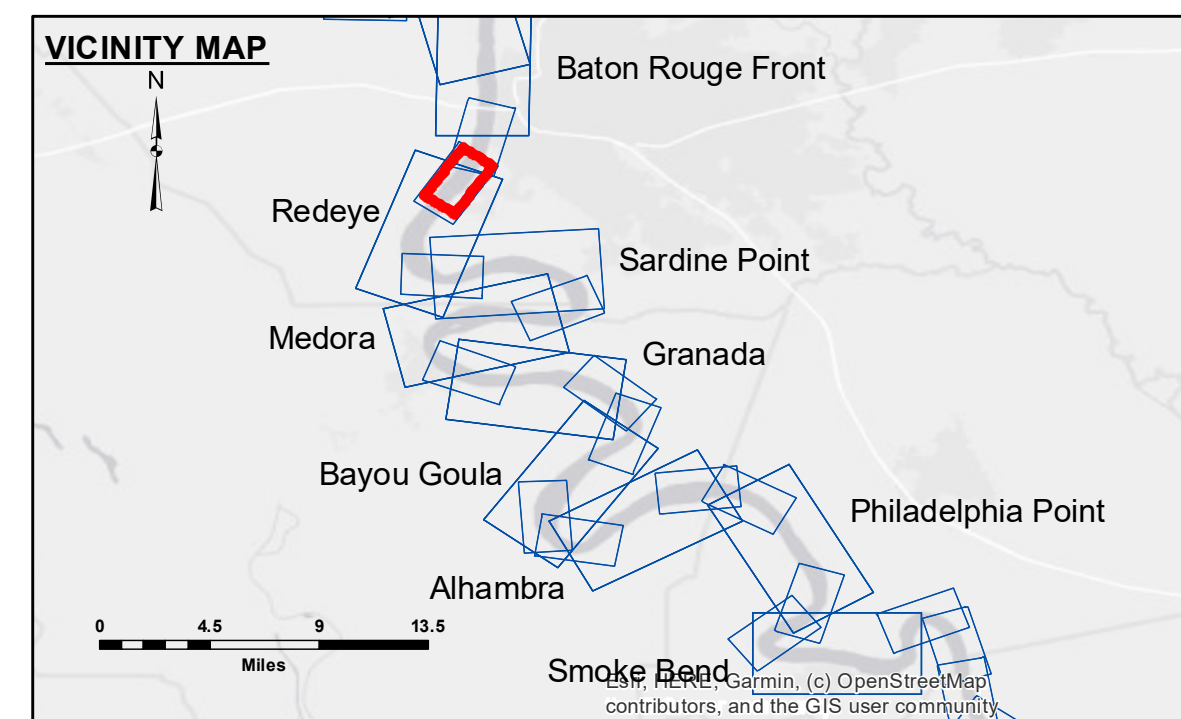 VICINITY MAP
N
Baton Rouge Front
Redeye
Sardine Point
Medora
Granada
Bayou Goula
Philadelphia Point
Alhambra
0 4.5 9 13.5
Miles
Smoke Bend
Esri, HERE, Garmin, (c) OpenStreetMap
contributors, and the GIS user community